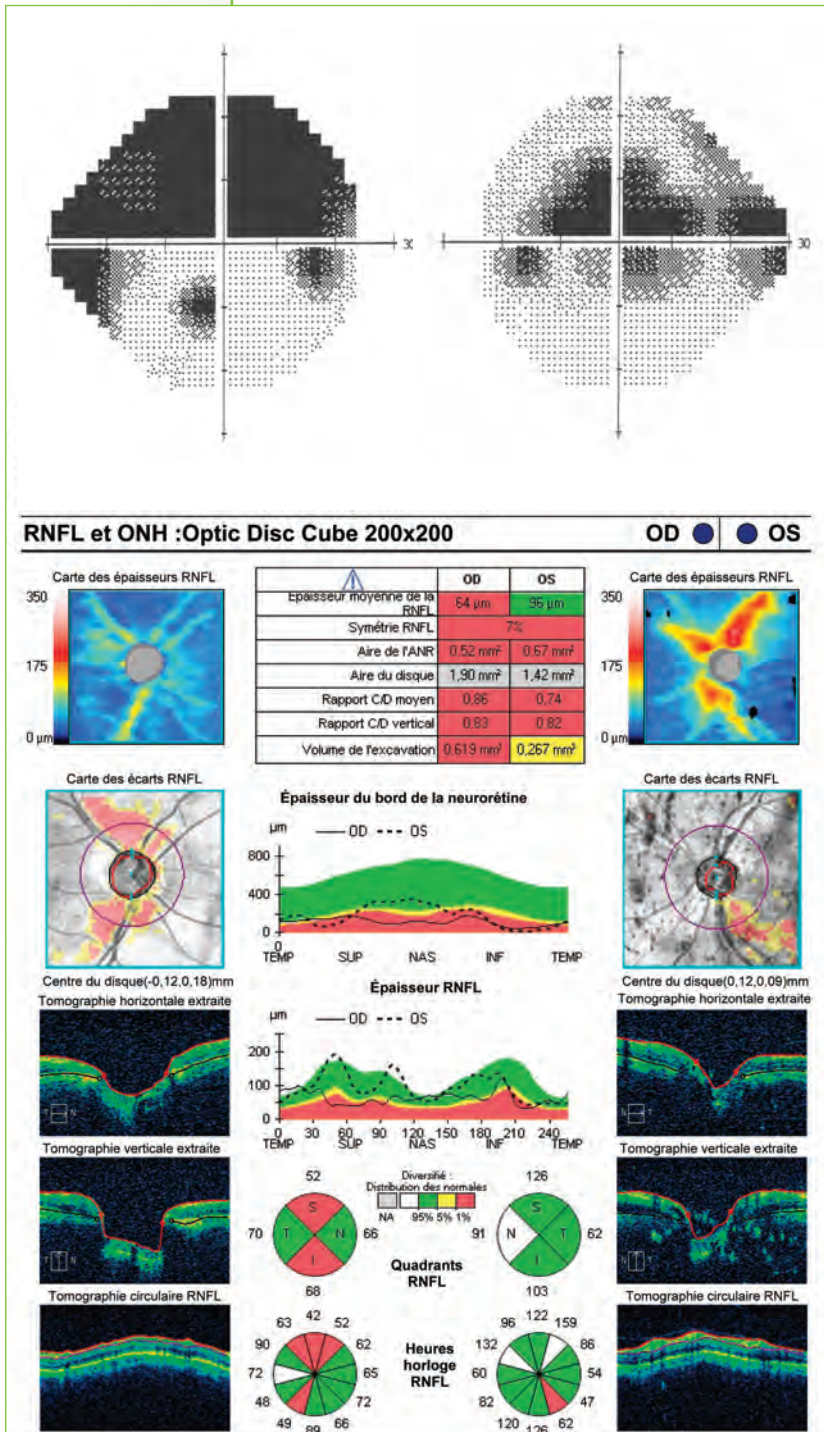 30
30
RNFL et ONH :Optic Disc Cube 200x200 OD OS
Carte des épaisseurs RNFL
350
175
0 µm
OD OS
Epaisseur moyenne de la RNFL 64 µm 96 µm
Symétrie RNFL 7%
Aire de l'ANR 0,52 mm² 0,67 mm²
Aire du disque 1,90 mm² 1,42 mm²
Rapport C/D moyen 0,86 0,74
Rapport C/D vertical 0,83 0,82
Volume de l'excavation 0,619 mm³ 0,267 mm³
Carte des épaisseurs RNFL
350
175
0 µm
Carte des écarts RNFL
Centre du disque(-0,12,0,18)mm
Épaisseur du bord de la neurorétine
µm OD OS
800
400
0
0
TEMP SUP NAS INF TEMP
Carte des écarts RNFL
Centre du disque(0,12,0,09)mm
Tomographie horizontale extraite
T N
Épaisseur RNFL
µm OD OS
200
100
0
0 30 60 90 120 150 180 210 240
TEMP SUP NAS INF TEMP
Tomographie horizontale extraite
T N
Tomographie verticale extraite
T N
52
S
70 T N 66
I
68
Diversifié :
Distribution des normales
NA 95% 5% 1%
Quadrants
RNFL
126
S
91 N T 62
I
103
Tomographie verticale extraite
T N
Tomographie circulaire RNFL
42
63 52
90 62
72 65
48 72
49 66
89
Heures
horloge
RNFL
122
96 159
132 86
60 54
82 47
120 62
126
Tomographie circulaire RNFL